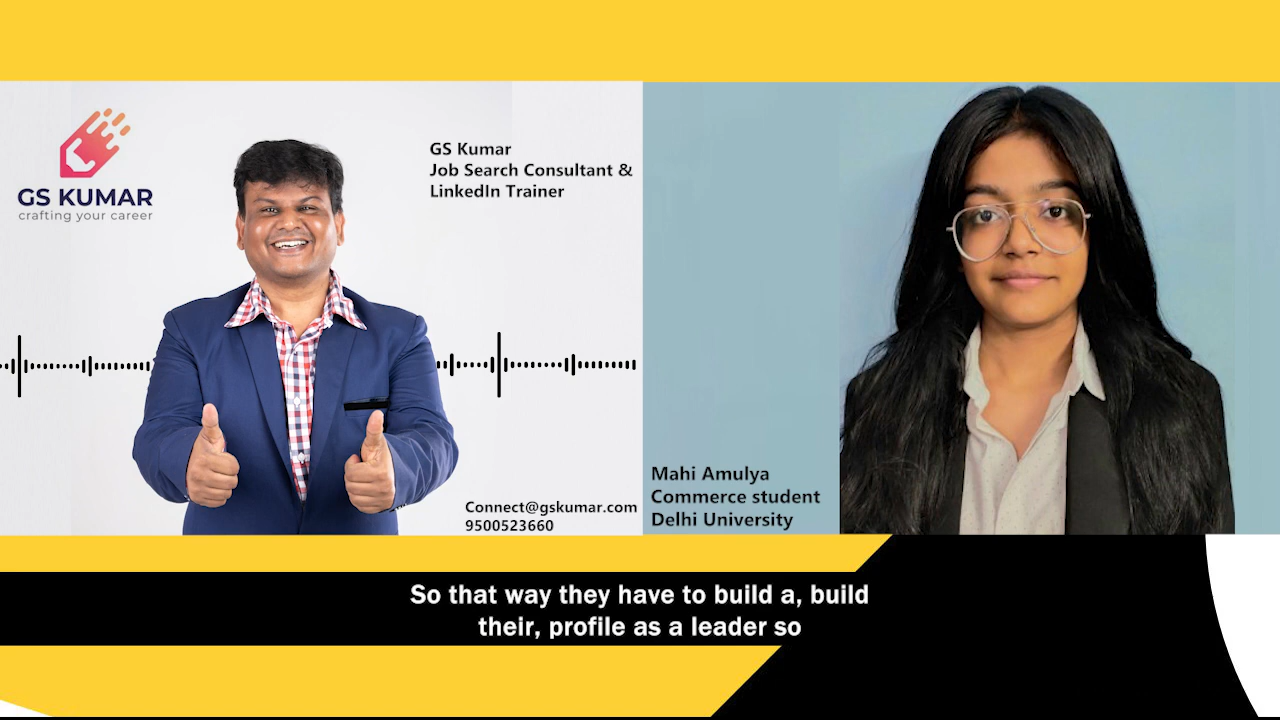 GS KUMAR
crafting your career
GS Kumar
Job Search Consultant &
LinkedIn Trainer
Connect@gskumar.com
9500523660
Mahi Amulya
Commerce student
Delhi University
So that way they have to build a, build
their, profile as a leader so